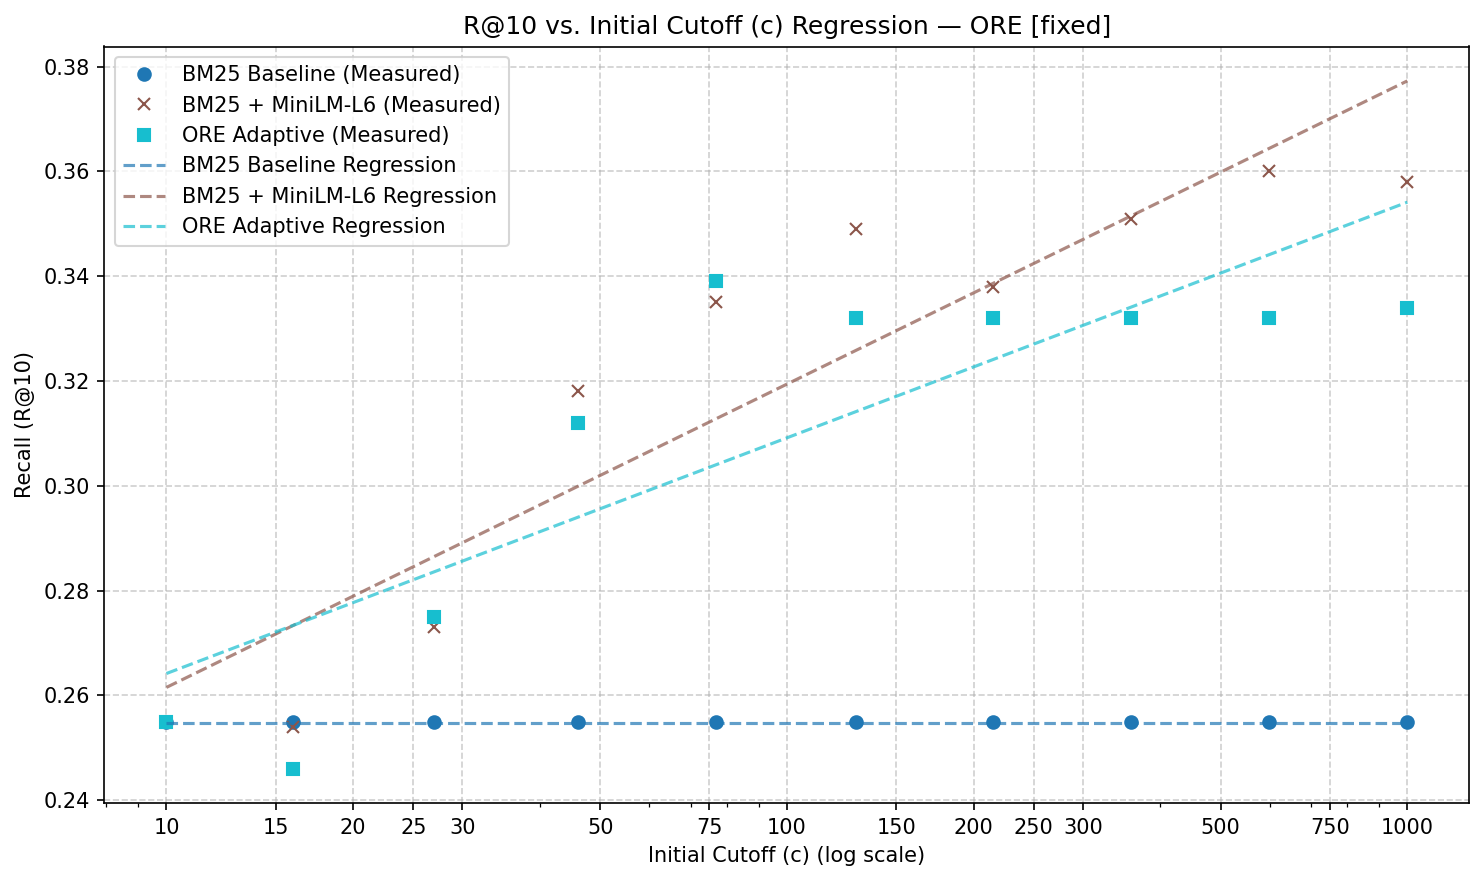 R@10 vs. Initial Cutoff (c) Regression — ORE [fixed]
BM25 Baseline (Measured)
BM25 + MiniLM-L6 (Measured)
ORE Adaptive (Measured)
BM25 Baseline Regression
BM25 + MiniLM-L6 Regression
ORE Adaptive Regression
Recall (R@10)
0.38
0.36
0.34
0.32
0.30
0.28
0.26
0.24
10 15 20 25 30 50 75 100 150 200 250 300 500 750 1000
Initial Cutoff (c) (log scale)